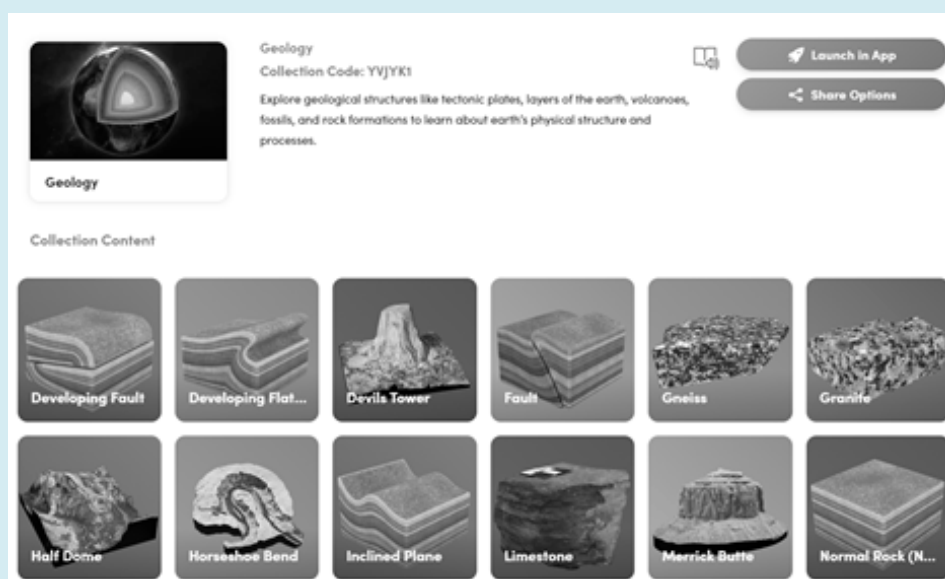 Geology
Collection Code: YVJYK1
Explore geological structures like tectonic plates, layers of the earth, volcanoes,
fossils, and rock formations to learn about earth's physical structure and
processes.
Launch in App
Share Options
Geology
Collection Content
Developing Fault
Developing Flat...
Devils Tower
Fault
Gneiss
Granite
Half Dome
Horseshoe Bend
Inclined Plane
Limestone
Merrick Butte
Normal Rock (N...